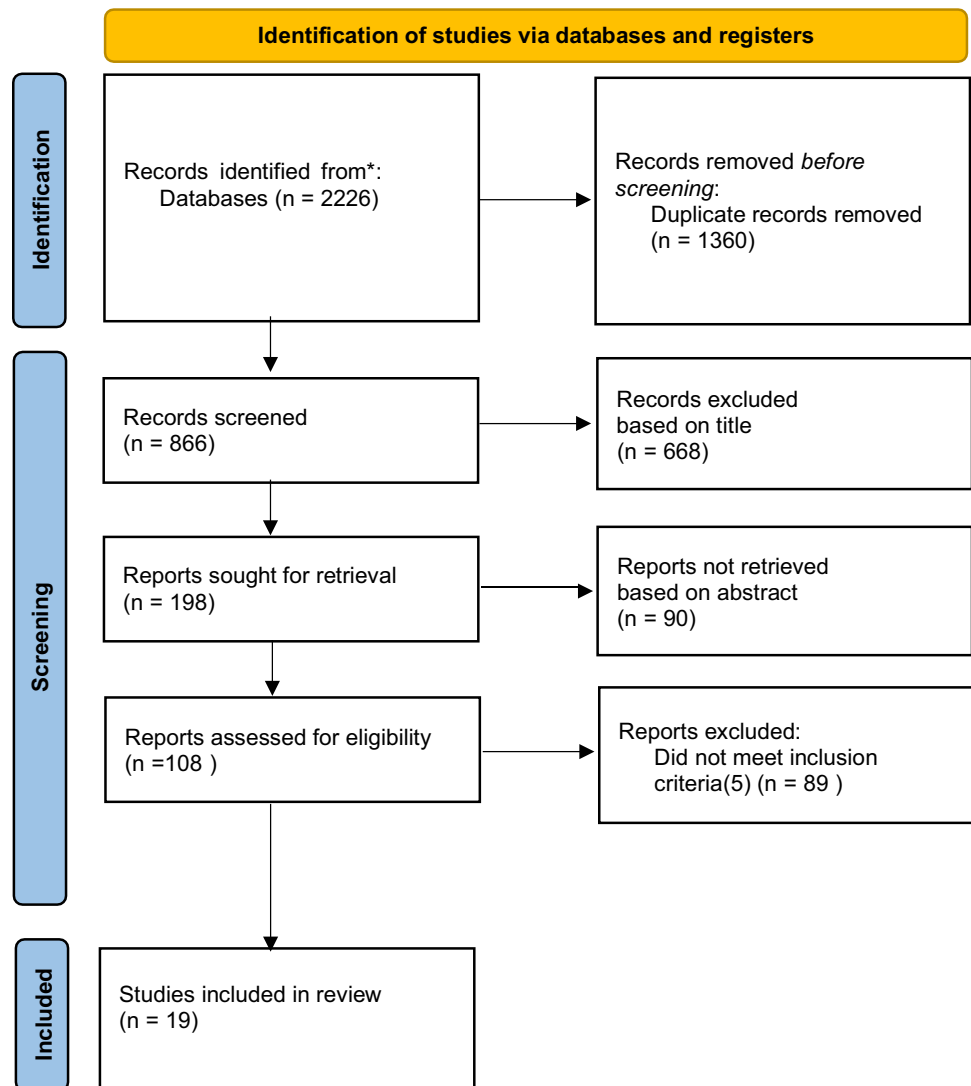 Identification of studies via databases and registers
Identification
Records identified from*:
Databases (n = 2226)
Records removed before
screening:
Duplicate records removed
(n = 1360)
Screening
Records screened
(n = 866)
Records excluded
based on title
(n = 668)
Reports sought for retrieval
(n = 198)
Reports not retrieved
based on abstract
(n = 90)
Reports assessed for eligibility
(n =108 )
Reports excluded:
Did not meet inclusion
criteria(5) (n = 89 )
Included
Studies included in review
(n = 19)